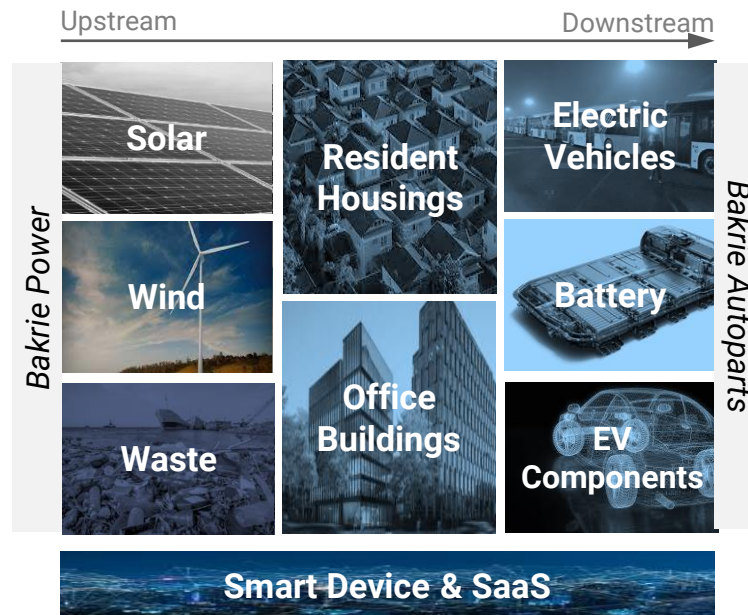 Upstream
Downstream
Bakrie Power
Solar
Wind
Waste
Resident
Housings
Office
Buildings
Electric
Vehicles
Battery
EV
Components
Bakrie Autoparts
Smart Device & SaaS